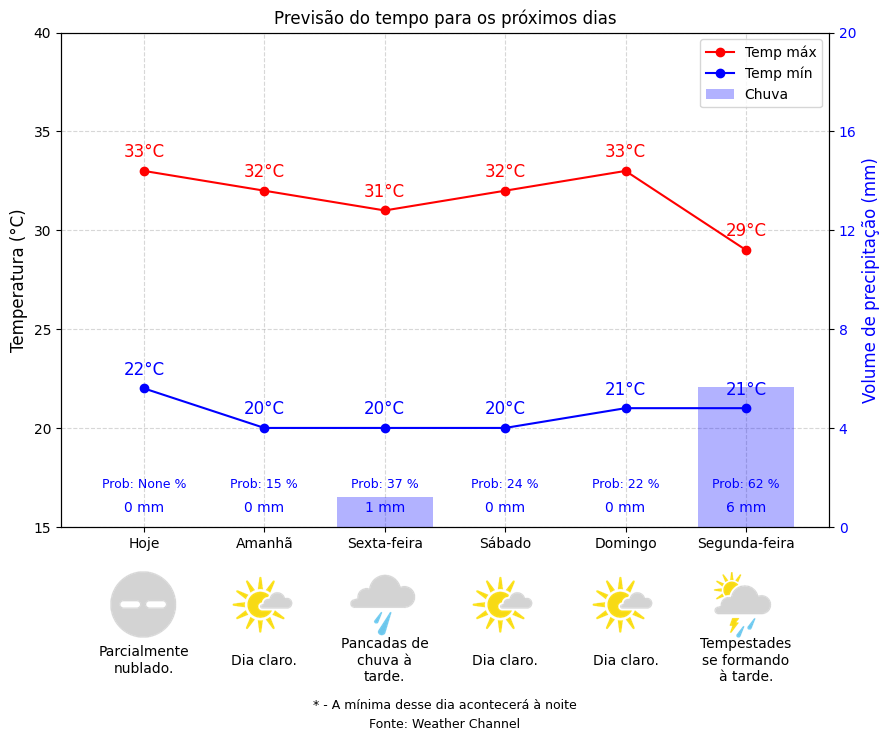 Previsão do tempo para os próximos dias
40
35
30
25
20
15
Temperatura (°C)
20
16
12
8
4
0
Volume de precipitação (mm)
Temp máx
Temp mín
Chuva
33°C 32°C 31°C 32°C 33°C 29°C
22°C 20°C 20°C 20°C 21°C 21°C
Prob: None % Prob: 15 % Prob: 37 % Prob: 24 % Prob: 22 % Prob: 62 %
0 mm 0 mm 1 mm 0 mm 0 mm 6 mm
Hoje Amanhã Sexta-feira Sábado Domingo Segunda-feira
Parcialmente
nublado.
Dia claro.
Pancadas de
chuva à
tarde.
Dia claro.
Dia claro.
Tempestades
se formando
à tarde.
* - A mínima desse dia acontecerá à noite
Fonte: Weather Channel